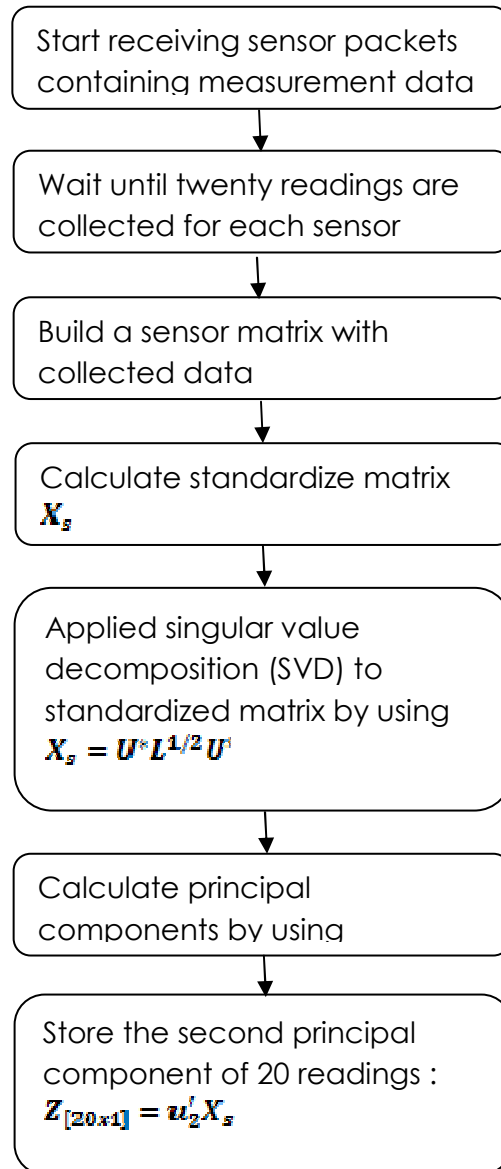 Start receiving sensor packets
containing measurement data
Wait until twenty readings are
collected for each sensor
Build a sensor matrix with
collected data
Calculate standardize matrix
Xₛ
Applied singular value
decomposition (SVD) to
standardized matrix by using
Xₛ = U*L^{1/2}U'
Calculate principal
components by using
Store the second principal
component of 20 readings :
Z_{[20x1]} = u'₂Xₛ